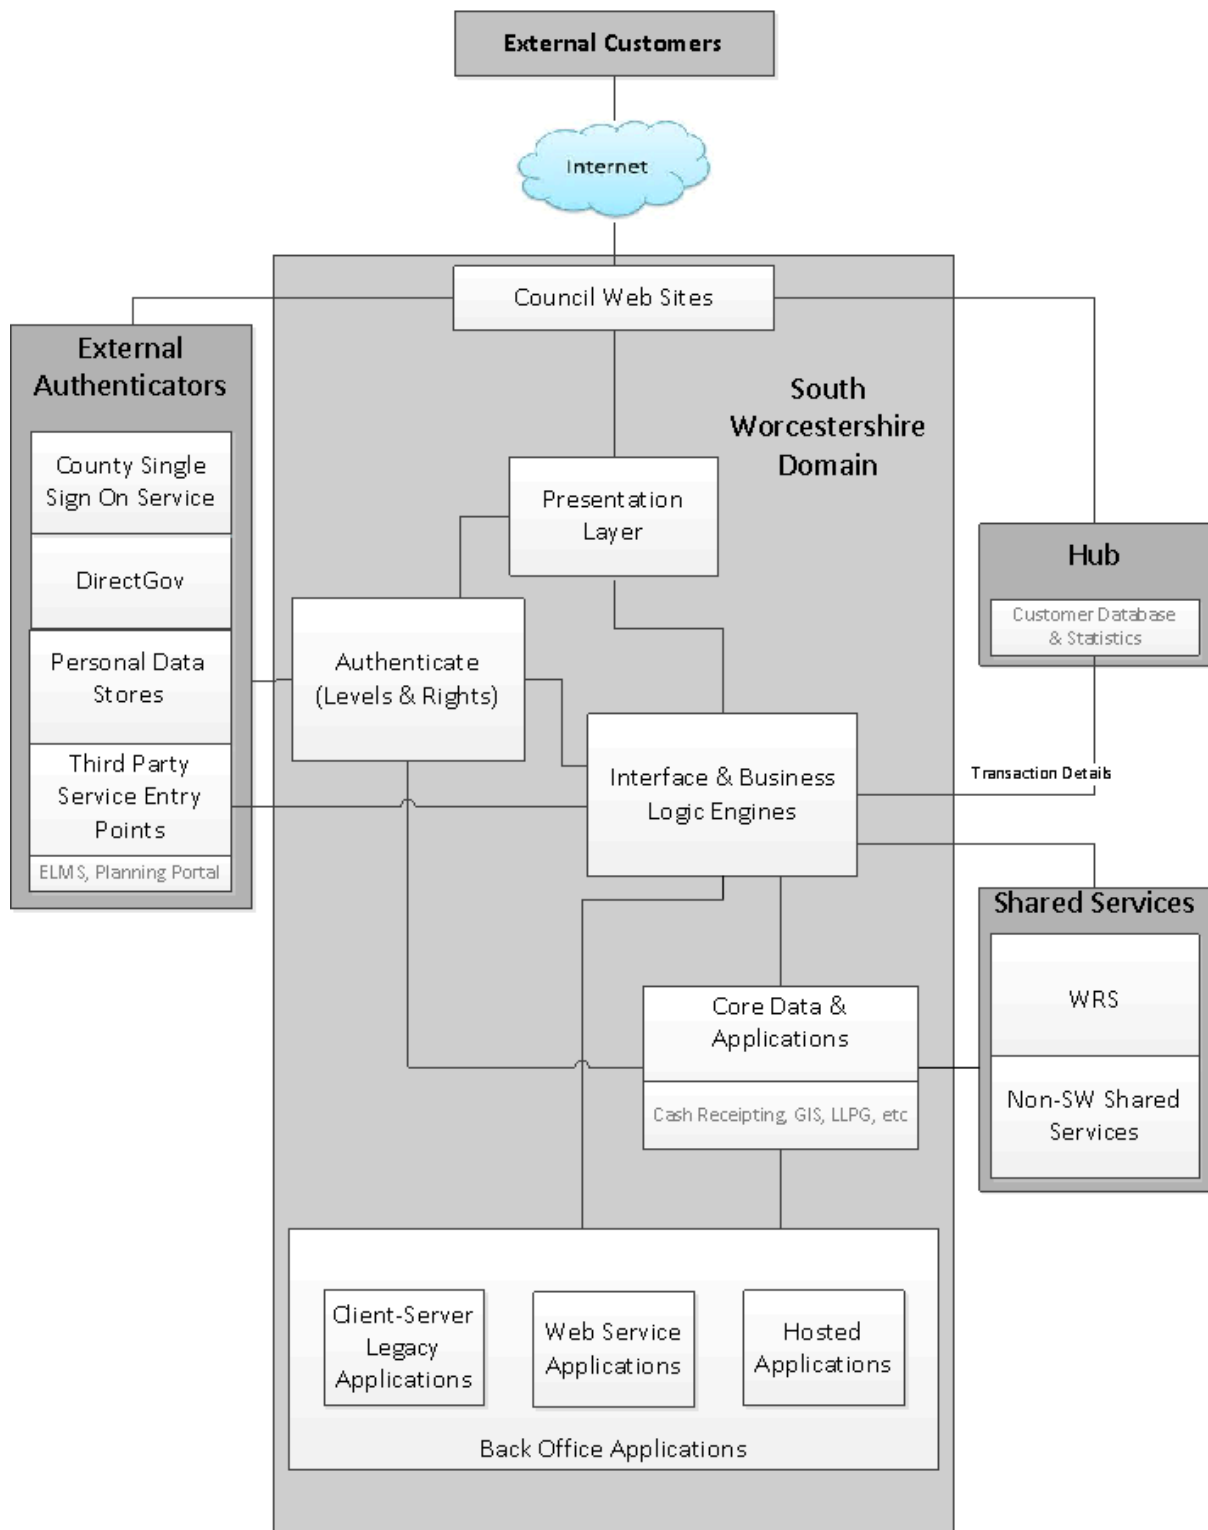 External Customers
Internet
Council Web Sites
External
Authenticators
County Single
Sign On Service
DirectGov
Personal Data
Stores
Third Party
Service Entry
Points
ELMS, Planning Portal
South
Worcestershire
Domain
Presentation
Layer
Authenticate
(Levels & Rights)
Interface & Business
Logic Engines
Hub
Customer Database
& Statistics
Transaction Details
Shared Services
WRS
Non-SW Shared
Services
Core Data &
Applications
Cash Receipting, GIS, LLPG, etc
Client-Server
Legacy
Applications
Web Service
Applications
Hosted
Applications
Back Office Applications